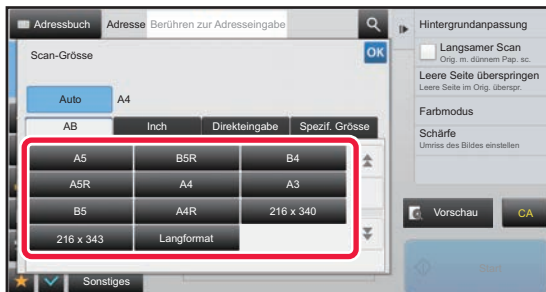 Adressbuch Adresse Berühren zur Adresseingabe
Scan-Grösse OK
Auto A4
AB Inch Direkteingabe Spezif. Grösse
A5 B5R B4
A5R A4 A3
B5 A4R 216 x 340
216 x 343 Langformat
Sonstiges
Hintergrundanpassung
Langsamer Scan
Orig. m. dünnem Pap. sc.
Leere Seite überspringen
Leere Seite im Orig. überspr.
Farbmodus
Schärfe
Umriss des Bildes einstellen
Vorschau CA
Start